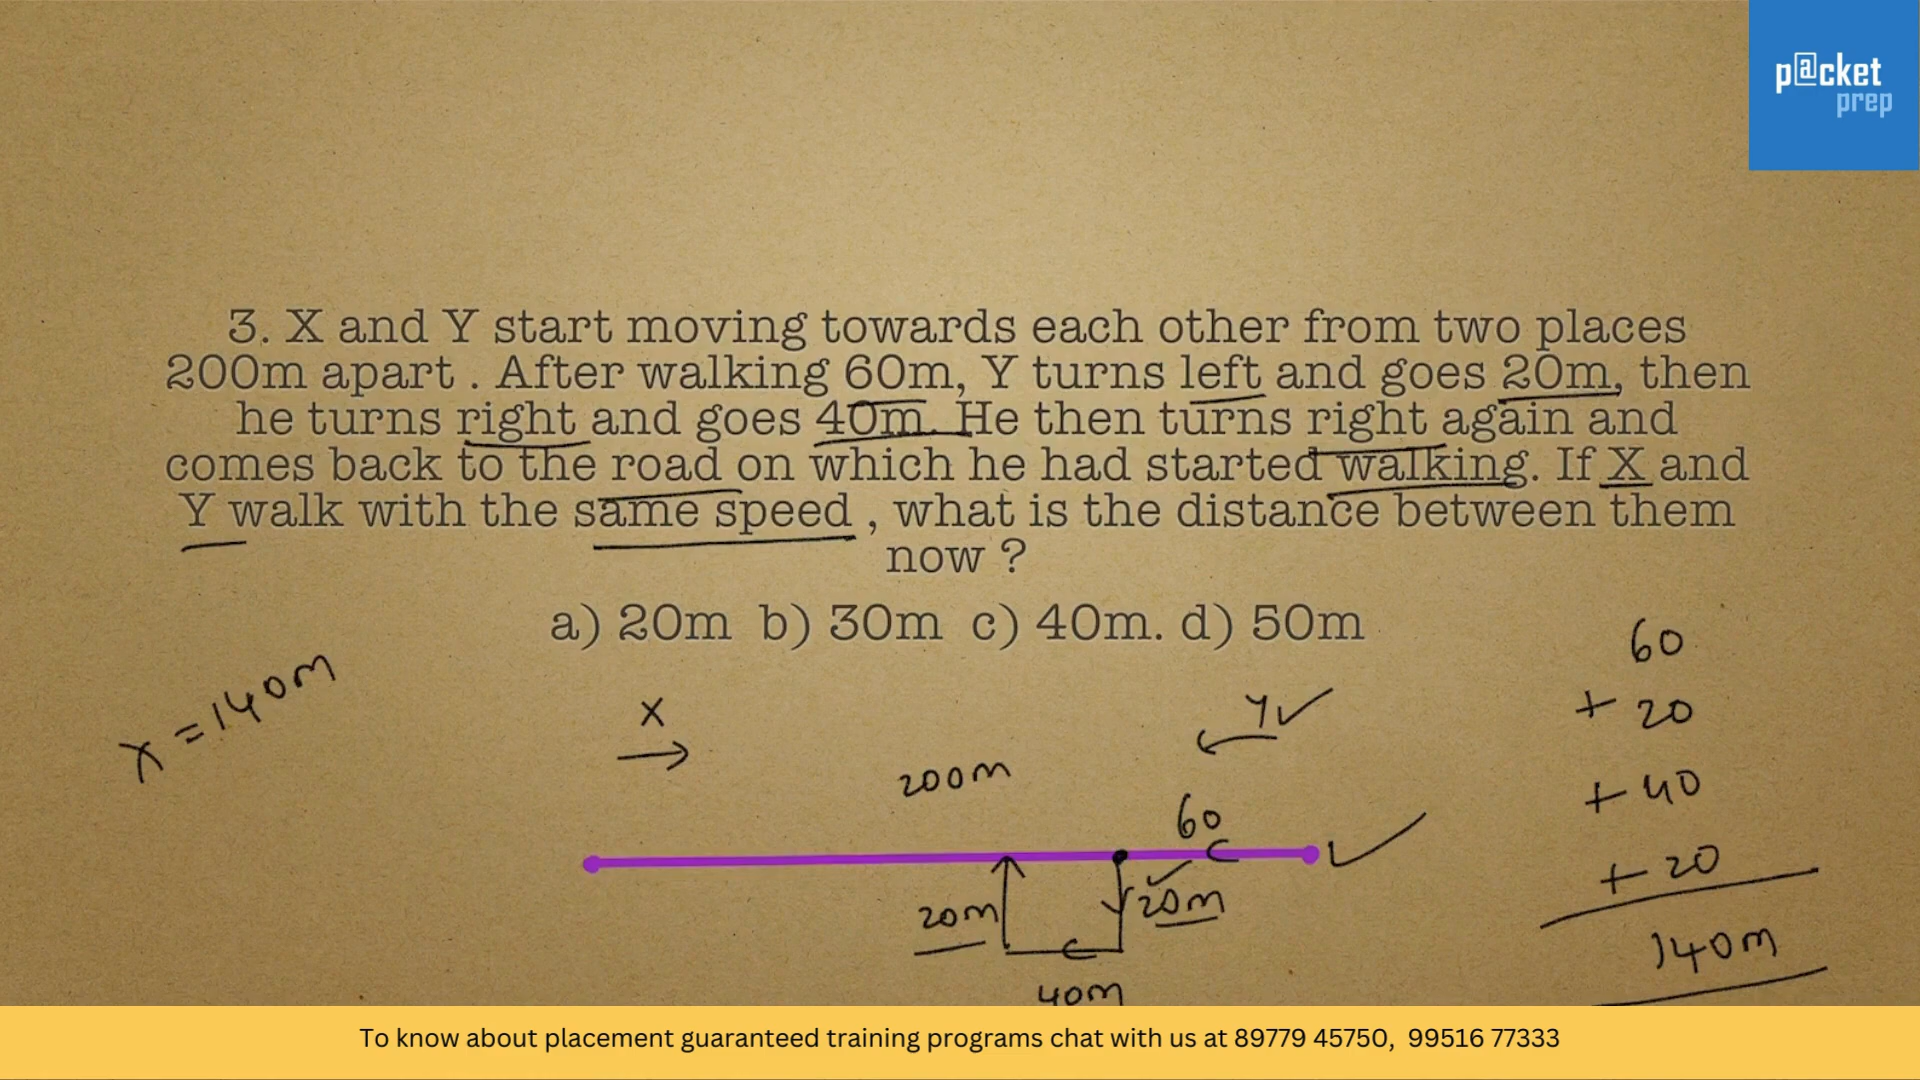 p@cket
prep
3. X and Y start moving towards each other from two places
200m apart . After walking 60m, Y turns left and goes 20m, then
he turns right and goes 40m. He then turns right again and
comes back to the road on which he had started walking. If X and
Y walk with the same speed , what is the distance between them
now ?
a) 20m b) 30m c) 40m. d) 50m
x = 140m
X
Y
200m
60
20m
20m
40m
60
+ 20
+ 40
+ 20
140m
To know about placement guaranteed training programs chat with us at 89779 45750, 99516 77333